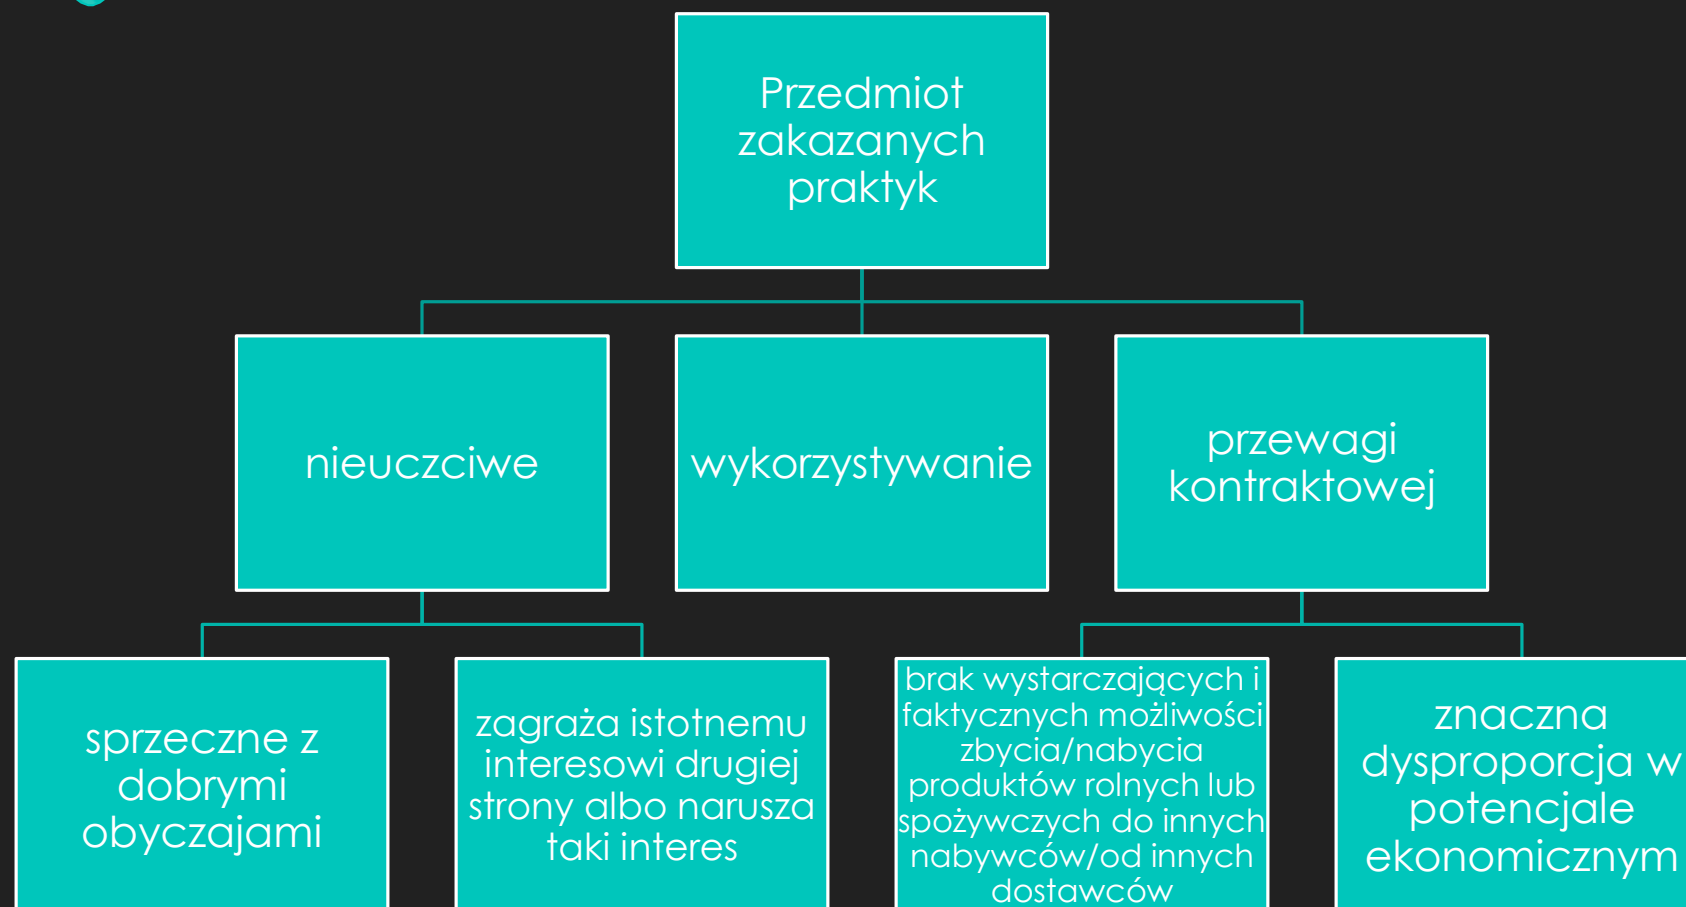 Przedmiot
zakazanych
praktyk
nieuczciwe
wykorzystywanie
przewagi
kontraktowej
sprzeczne z
dobrymi
obyczajami
zagraża istotnemu
interesowi drugiej
strony albo narusza
taki interes
brak wystarczających i
faktycznych możliwości
zbycia/nabycia
produktów rolnych lub
spożywczych do innych
nabywców/od innych
dostawców
znaczna
dysproporcja w
potencjale
ekonomicznym